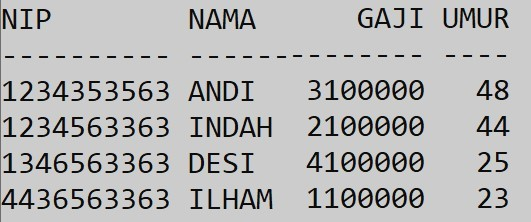 NIP        NAMA         GAJI UMUR
---------- -------------- ----
1234353563 ANDI   3100000   48
1234563363 INDAH  2100000   44
1346563363 DESI   4100000   25
4436563363 ILHAM  1100000   23